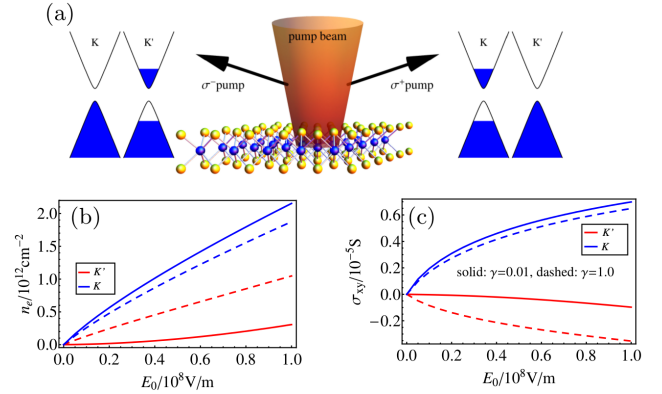 (a)
K K'
pump beam
K K'
σ⁻pump
σ⁺pump
(b)
2.0
1.5
1.0
0.5
0.0
nₑ/10¹²cm⁻²
K'
K
0.0 0.2 0.4 0.6 0.8 1.0
E₀/10⁸V/m
(c)
0.6
0.4
0.2
0.0
−0.2
σₓᵧ/10⁻⁵S
K'
K
solid: γ=0.01, dashed: γ=1.0
0.0 0.2 0.4 0.6 0.8 1.0
E₀/10⁸V/m